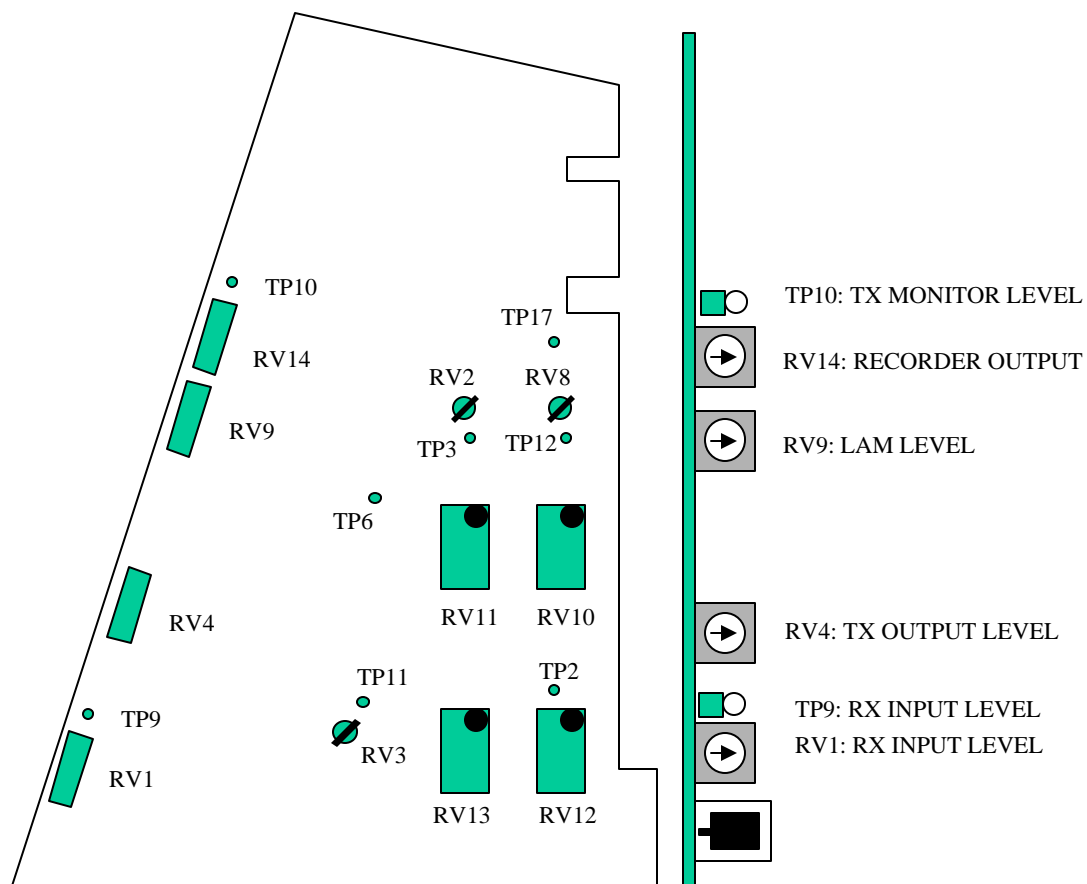 TP10
TP10: TX MONITOR LEVEL
TP17
RV14
RV14: RECORDER OUTPUT
RV2
RV8
RV9
TP3
TP12
RV9: LAM LEVEL
TP6
RV11
RV10
RV4
RV4: TX OUTPUT LEVEL
TP11
TP2
TP9
TP9: RX INPUT LEVEL
RV3
RV1: RX INPUT LEVEL
RV1
RV13
RV12